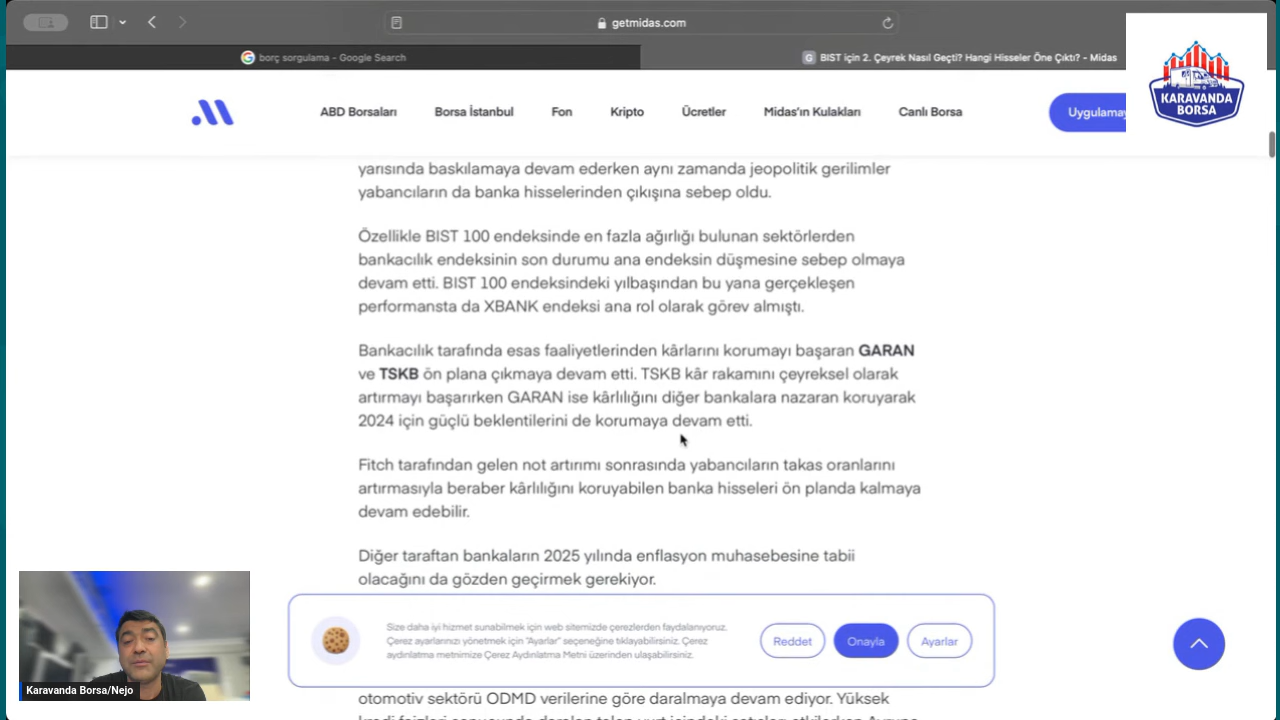 getmidas.com
borç sorgulama - Google Search
BIST için 2. Çeyrek Nasıl Geçti? Hangi Hisseler Öne Çıktı? - Midas
KARAVANDA
BORSA
ABD Borsaları
Borsa İstanbul
Fon
Kripto
Ücretler
Midas'ın Kulakları
Canlı Borsa
Uygulamay
yarısında baskılamaya devam ederken aynı zamanda jeopolitik gerilimler
yabancıların da banka hisselerinden çıkışına sebep oldu.
Özellikle BIST 100 endeksinde en fazla ağırlığı bulunan sektörlerden
bankacılık endeksinin son durumu ana endeksin düşmesine sebep olmaya
devam etti. BIST 100 endeksindeki yılbaşından bu yana gerçekleşen
performansta da XBANK endeksi ana rol olarak görev almıştı.
Bankacılık tarafında esas faaliyetlerinden kârlarını korumayı başaran GARAN
ve TSKB ön plana çıkmaya devam etti. TSKB kâr rakamını çeyreksel olarak
artırmayı başarırken GARAN ise kârlılığını diğer bankalara nazaran koruyarak
2024 için güçlü beklentilerini de korumaya devam etti.
Fitch tarafından gelen not artırımı sonrasında yabancıların takas oranlarını
artırmasıyla beraber kârlılığını koruyabilen banka hisseleri ön planda kalmaya
devam edebilir.
Diğer taraftan bankaların 2025 yılında enflasyon muhasebesine tabii
olacağını da gözden geçirmek gerekiyor.
Size daha iyi hizmet sunabilmek için web sitemizde çerezlerden faydalanıyoruz.
Çerez ayarlarınızı yönetmek için "Ayarlar" seçeneğine tıklayabilirsiniz. Çerez
aydınlatma metnimize Çerez Aydınlatma Metni üzerinden ulaşabilirsiniz.
Reddet
Onayla
Ayarlar
Karavanda Borsa/Nejo
otomotiv sektörü ODMD verilerine göre daralmaya devam ediyor. Yüksek